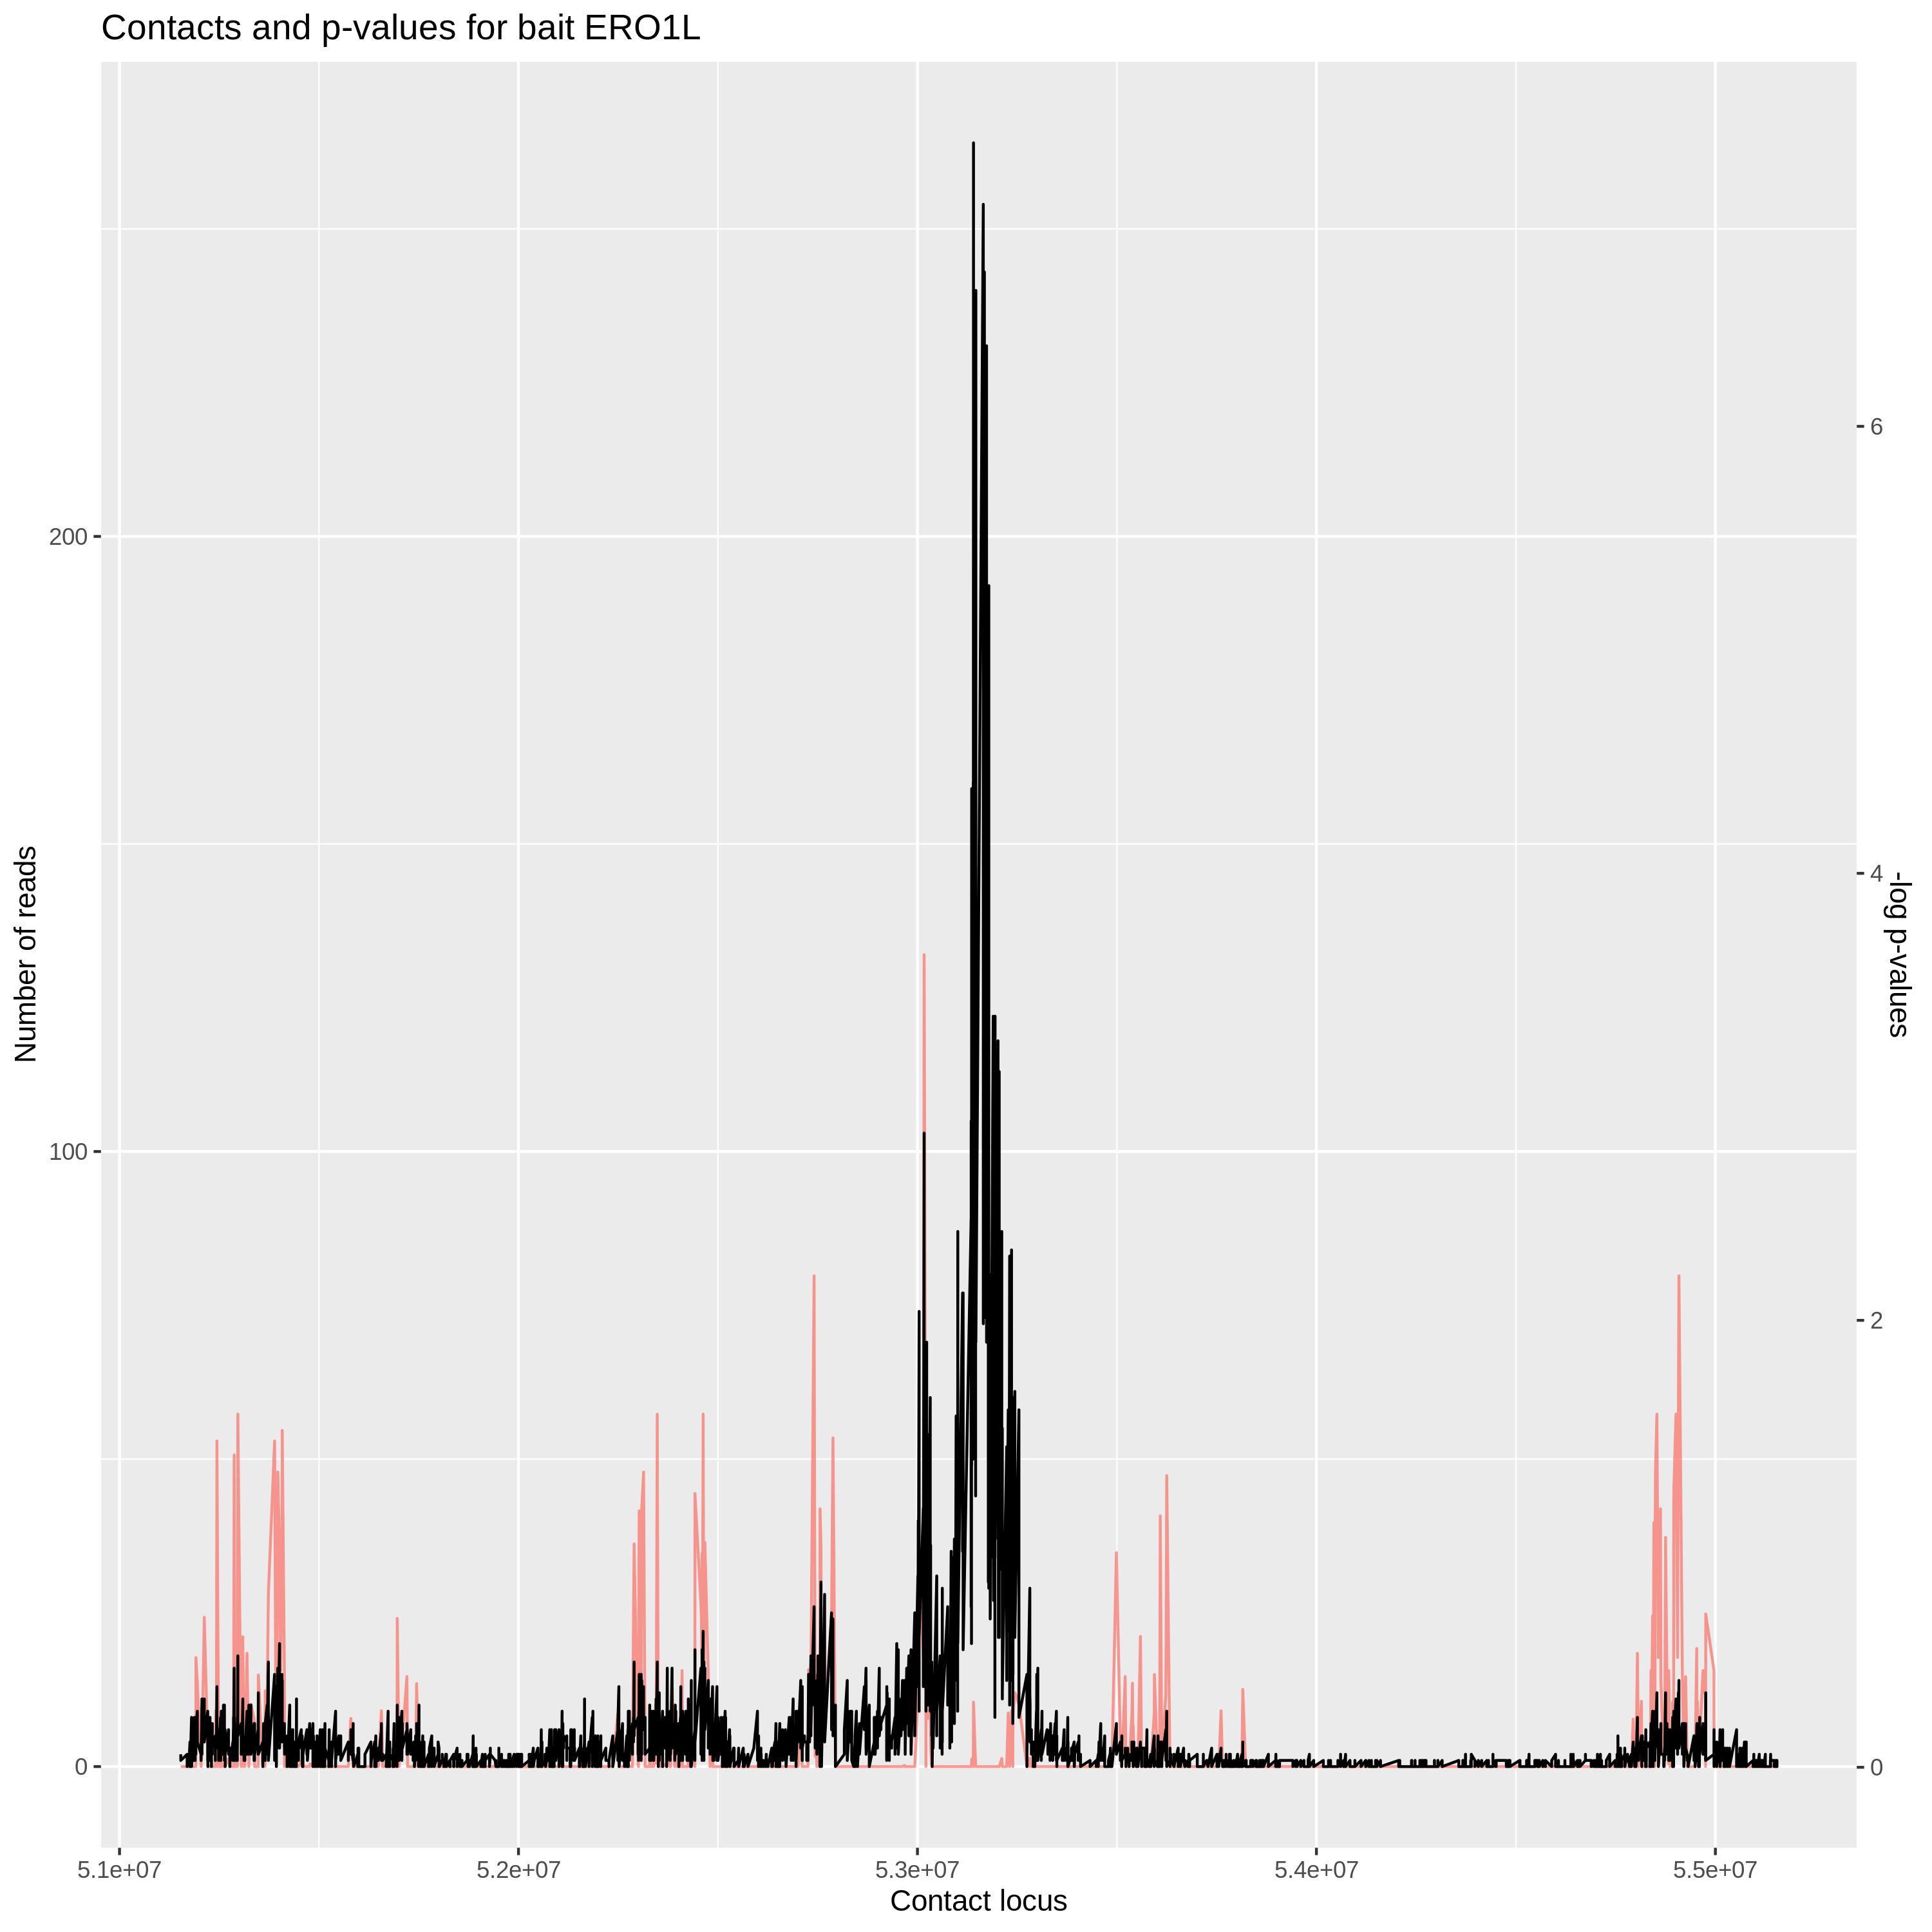 Contacts and p-values for bait ERO1L
Number of reads
200
100
0
6
4
2
0
-log p-values
5.1e+07
5.2e+07
5.3e+07
5.4e+07
5.5e+07
Contact locus